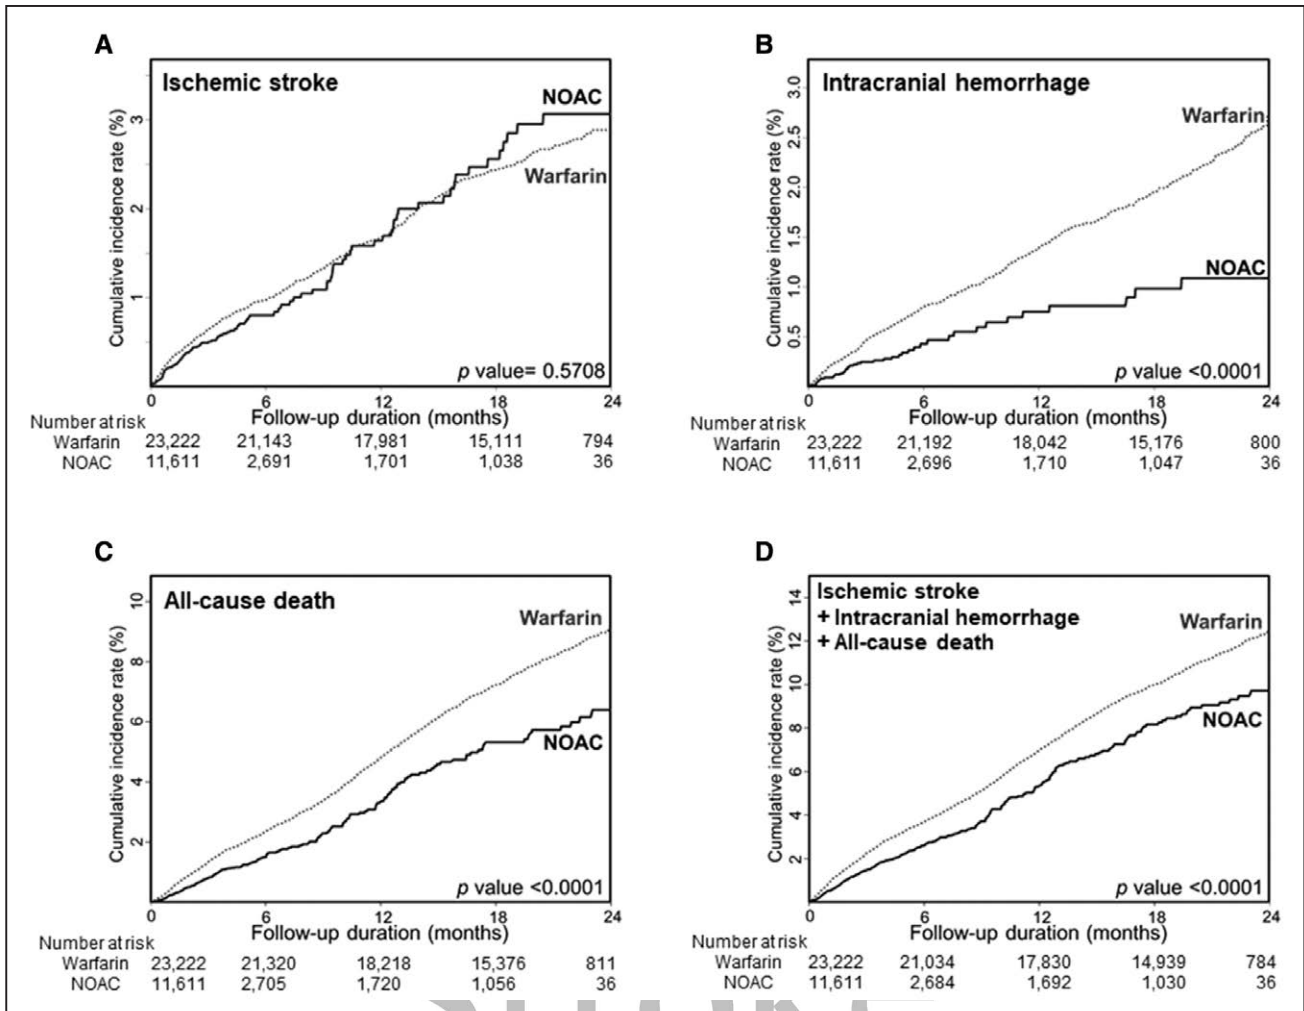 A
Ischemic stroke
NOAC
Warfarin
Cumulative incidence rate (%)
3
2
1
p value= 0.5708
0 6 12 18 24
Follow-up duration (months)
Number at risk
Warfarin 23,222 21,143 17,981 15,111 794
NOAC 11,611 2,691 1,701 1,038 36
B
Intracranial hemorrhage
Warfarin
NOAC
Cumulative incidence rate (%)
3.0
2.5
2.0
1.5
1.0
0.5
p value <0.0001
0 6 12 18 24
Follow-up duration (months)
Number at risk
Warfarin 23,222 21,192 18,042 15,176 800
NOAC 11,611 2,696 1,710 1,047 36
C
All-cause death
Warfarin
NOAC
Cumulative incidence rate (%)
10
8
6
4
2
p value <0.0001
0 6 12 18 24
Follow-up duration (months)
Number at risk
Warfarin 23,222 21,320 18,218 15,376 811
NOAC 11,611 2,705 1,720 1,056 36
D
Ischemic stroke
+ Intracranial hemorrhage
+ All-cause death
Warfarin
NOAC
Cumulative incidence rate (%)
14
12
10
8
6
4
2
p value <0.0001
0 6 12 18 24
Follow-up duration (months)
Number at risk
Warfarin 23,222 21,034 17,830 14,939 784
NOAC 11,611 2,684 1,692 1,030 36